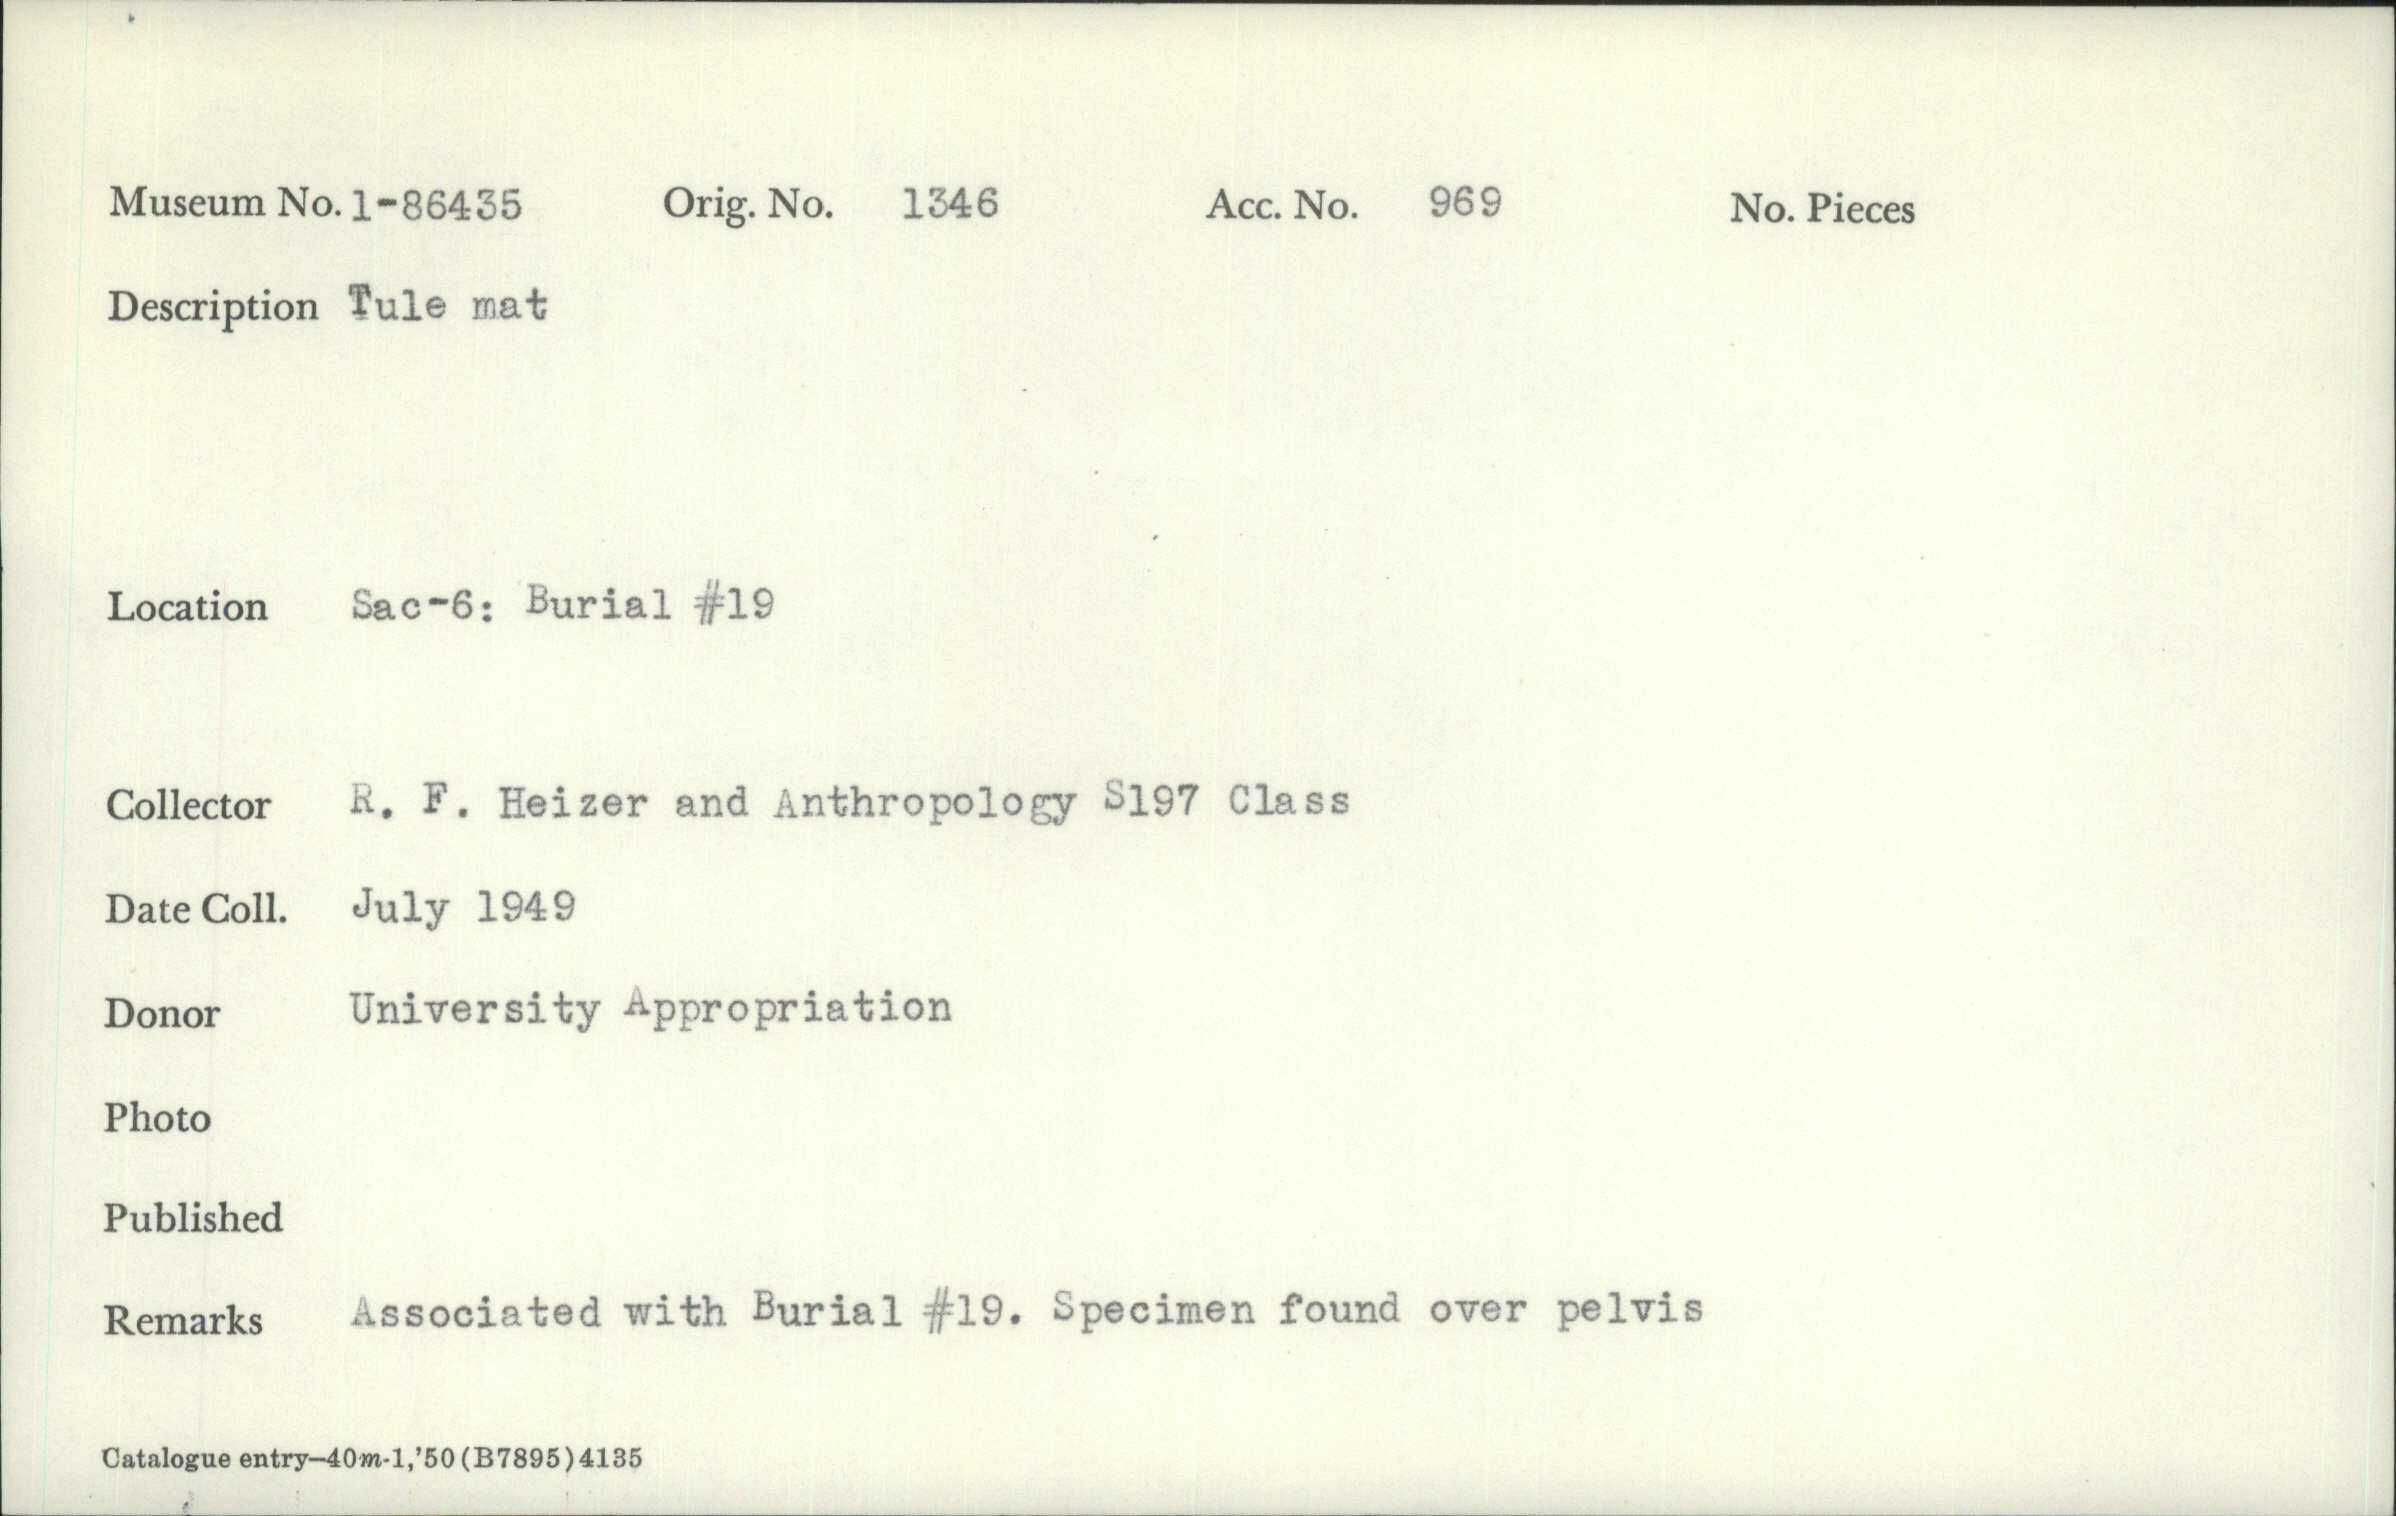 Museum No. 1-86435 Orig. No. 1346 Acc. No. 969 No. Pieces
Description Tule mat
Location Sac-6: Burial #19
Collector R. F. Heizer and Anthropology S197 Class
Date Coll. July 1949
Donor University Appropriation
Photo
Published
Remarks Associated with Burial #19. Specimen found over pelvis
Catalogue entry—40m-1,'50(B7895)4135